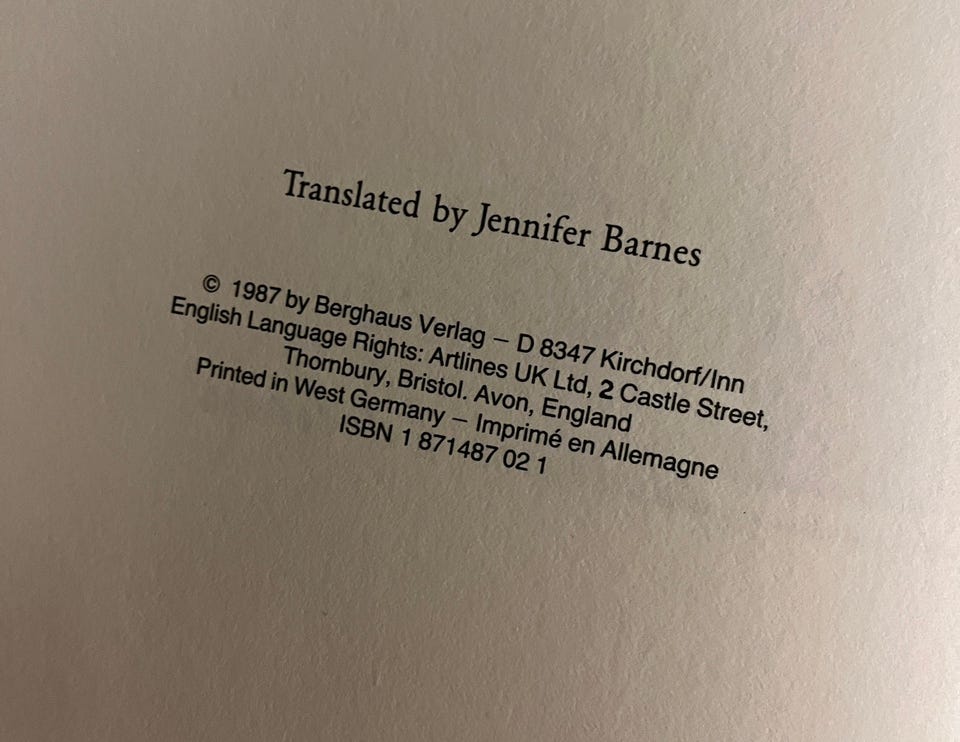 Translated by Jennifer Barnes
© 1987 by Berghaus Verlag – D 8347 Kirchdorf/Inn
English Language Rights: Artlines UK Ltd, 2 Castle Street,
Thornbury, Bristol. Avon, England
Printed in West Germany – Imprimé en Allemagne
ISBN 1 871487 02 1